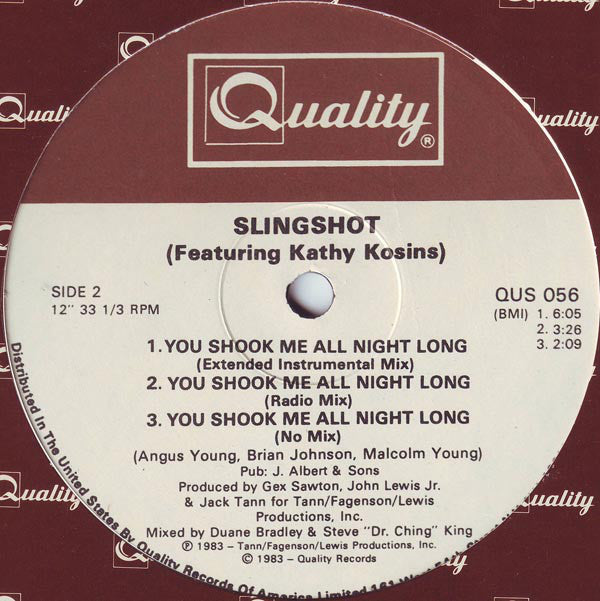 Quality®
SLINGSHOT
(Featuring Kathy Kosins)
SIDE 2
12" 33 1/3 RPM
QUS 056
(BMI) 1. 6:05
2. 3:26
3. 2:09
1. YOU SHOOK ME ALL NIGHT LONG
(Extended Instrumental Mix)
2. YOU SHOOK ME ALL NIGHT LONG
(Radio Mix)
3. YOU SHOOK ME ALL NIGHT LONG
(No Mix)
(Angus Young, Brian Johnson, Malcolm Young)
Pub: J. Albert & Sons
Produced by Gex Sawton, John Lewis Jr.
& Jack Tann for Tann/Fagenson/Lewis
Productions, Inc.
Mixed by Duane Bradley & Steve "Dr. Ching" King
℗ 1983 – Tann/Fagenson/Lewis Productions, Inc.
© 1983 – Quality Records
Distributed In The United States By Quality Records Of America Limited 161
Quality
Quality
Quality
Quality